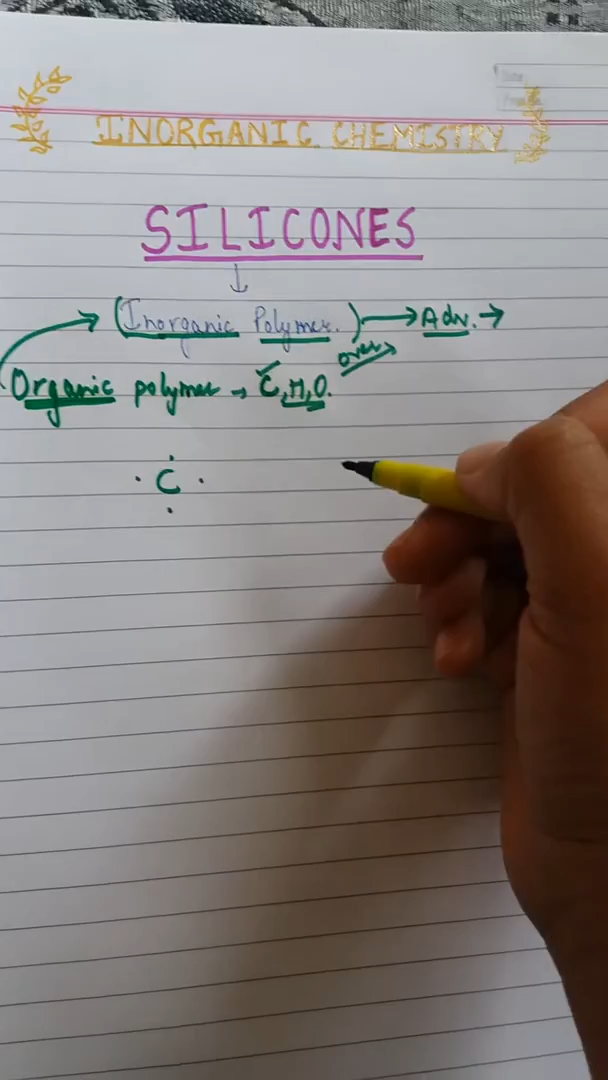 INORGANIC CHEMISTRY
SILICONES
↓
(Inorganic Polymer.) → Adv. →
over
Organic polymer → C, H, O.
· C ·